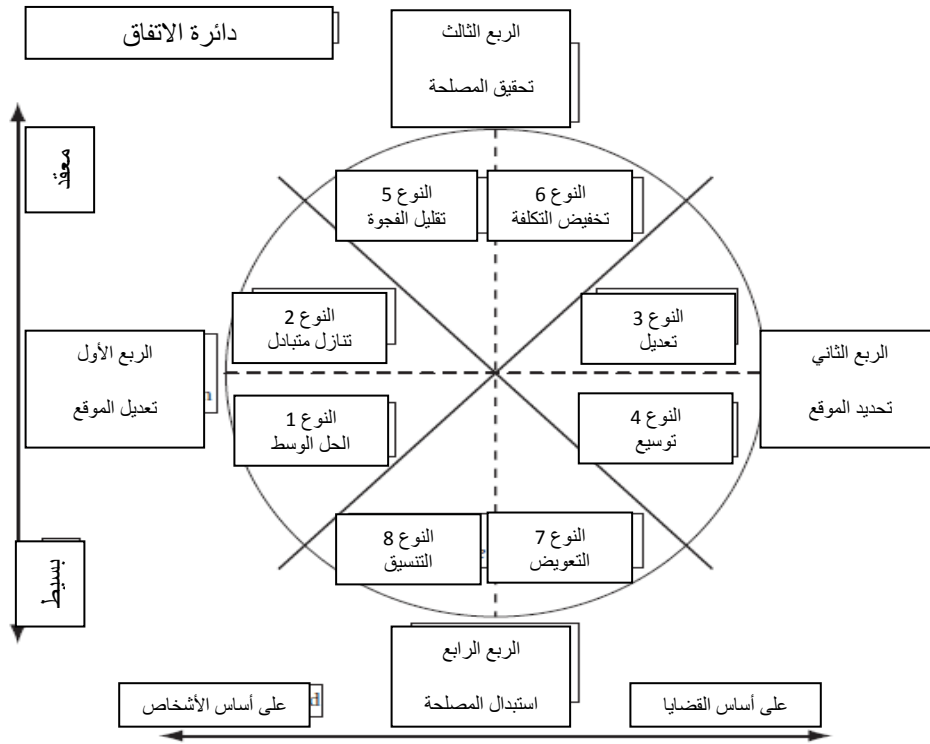 دائرة الاتفاق
الربع الثالث
تحقيق المصلحة
معقد
النوع 6
تخفيض التكلفة
النوع 5
تقليل الفجوة
النوع 3
تعديل
النوع 2
تنازل متبادل
الربع الثاني
تحديد الموقع
الربع الأول
تعديل الموقع
النوع 4
توسيع
النوع 1
الحل الوسط
النوع 7
التعويض
النوع 8
التنسيق
بسيط
الربع الرابع
استبدال المصلحة
على أساس القضايا
على أساس الأشخاص
d